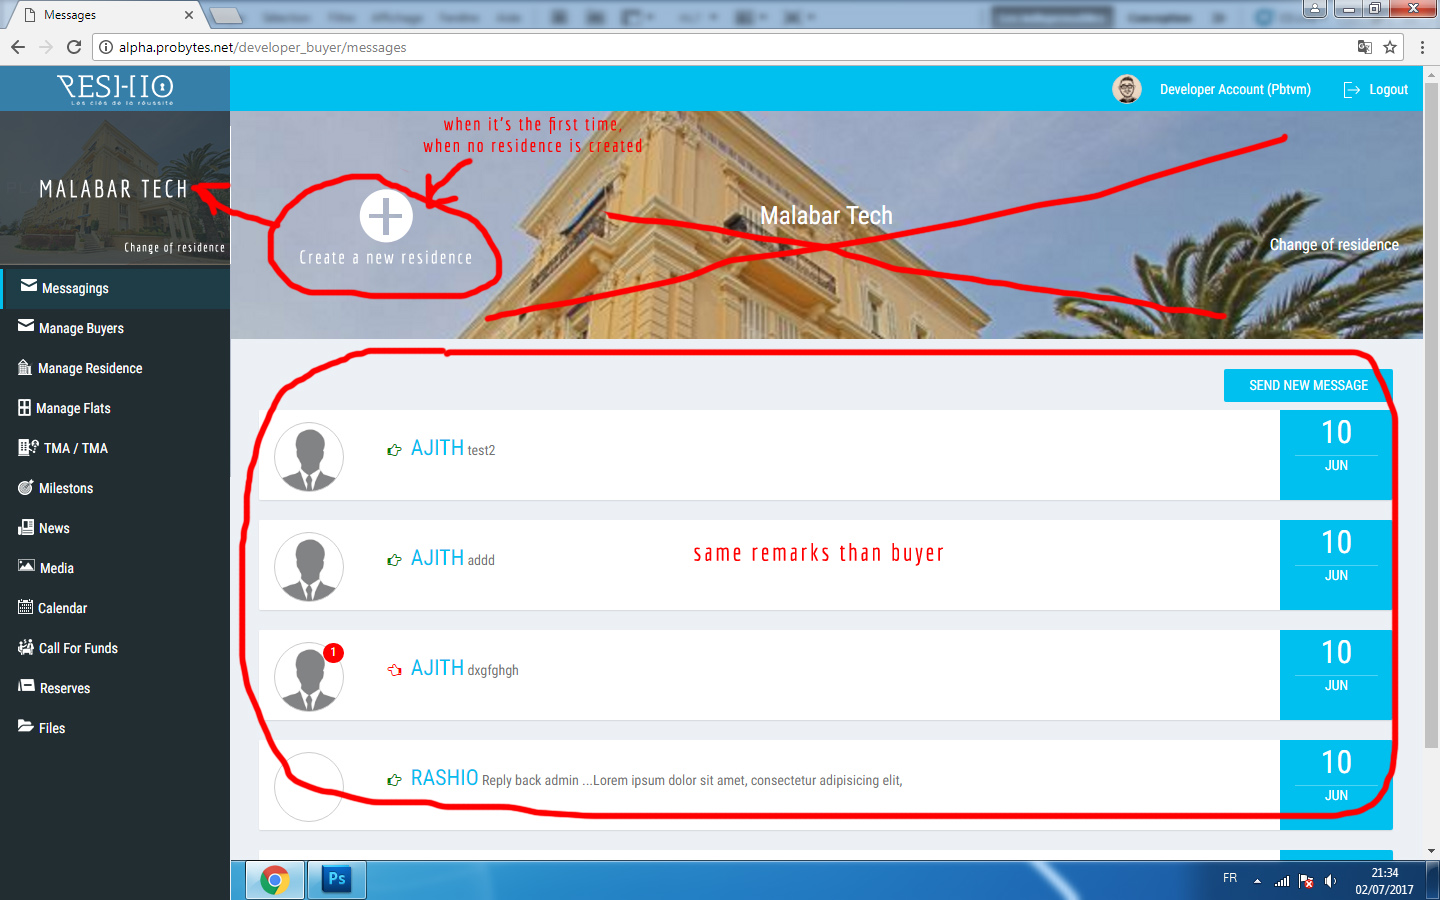 Messages
alpha.probytes.net/developer_buyer/messages
RESHIO
Les clés de la réussite
Developer Account (Pbtvm)
Logout
when it's the first time,
when no residence is created
MALABAR TECH
Change of residence
Create a new residence
Malabar Tech
Change of residence
Messagings
Manage Buyers
Manage Residence
Manage Flats
TMA / TMA
Milestons
News
Media
Calendar
Call For Funds
Reserves
Files
SEND NEW MESSAGE
AJITH test2
10
JUN
AJITH addd
same remarks than buyer
10
JUN
1
AJITH dxgfghgh
10
JUN
RASHIO Reply back admin ...Lorem ipsum dolor sit amet, consectetur adipisicing elit,
10
JUN
Ps
FR
21:34
02/07/2017